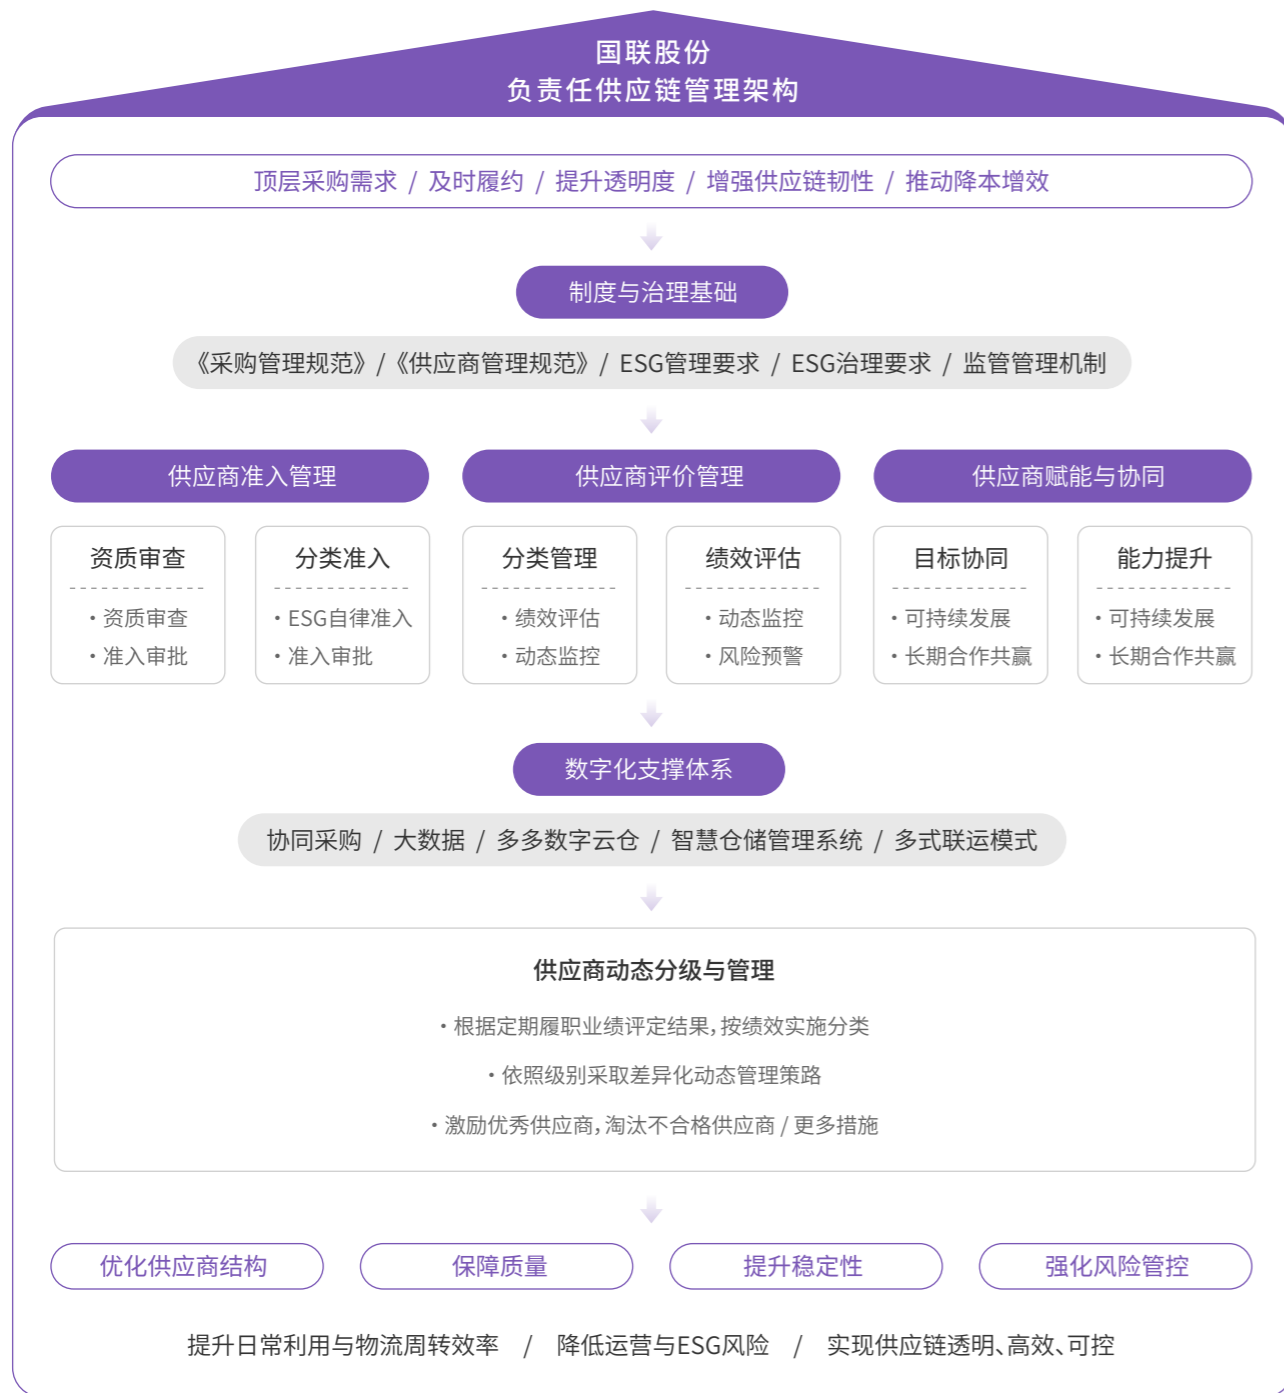 国联股份
负责任供应链管理架构
顶层采购需求 / 及时履约 / 提升透明度 / 增强供应链韧性 / 推动降本增效
制度与治理基础
《采购管理规范》/《供应商管理规范》/ ESG管理要求 / ESG治理要求 / 监管管理机制
供应商准入管理
供应商评价管理
供应商赋能与协同
资质审查
・资质审查
・准入审批
分类准入
・ESG自律准入
・准入审批
分类管理
・绩效评估
・动态监控
绩效评估
・动态监控
・风险预警
目标协同
・可持续发展
・长期合作共赢
能力提升
・可持续发展
・长期合作共赢
数字化支撑体系
协同采购 / 大数据 / 多多数字云仓 / 智慧仓储管理系统 / 多式联运模式
供应商动态分级与管理
・根据定期履职业绩评定结果，按绩效实施分类
・依照级别采取差异化动态管理策略
・激励优秀供应商，淘汰不合格供应商 / 更多措施
优化供应商结构
保障质量
提升稳定性
强化风险管控
提升日常利用与物流周转效率 / 降低运营与ESG风险 / 实现供应链透明、高效、可控